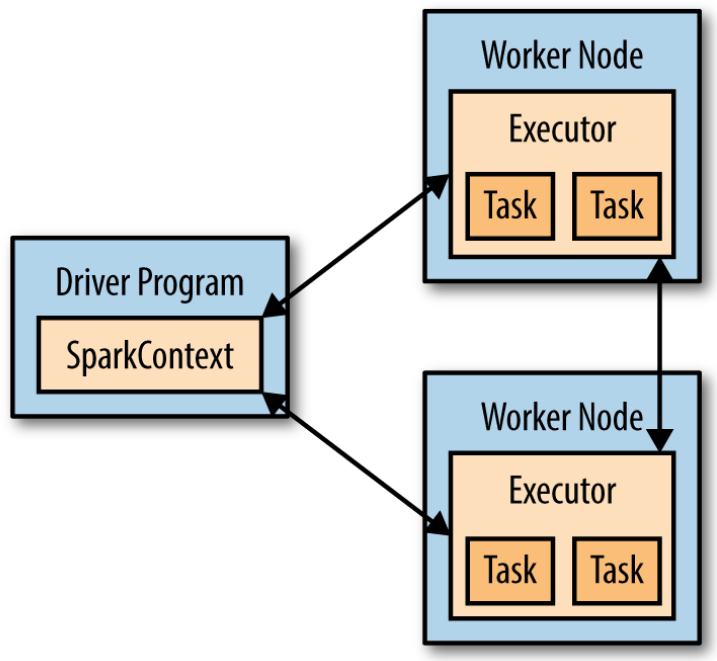 Worker Node
Executor
Task Task
Driver Program
SparkContext
Worker Node
Executor
Task Task